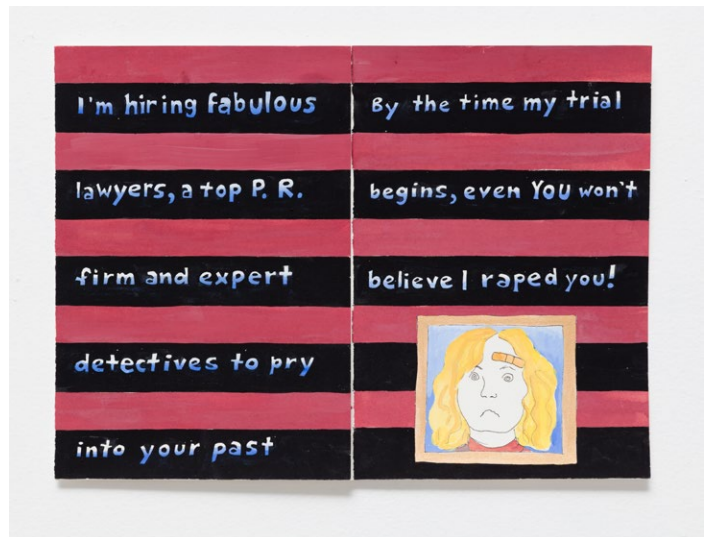 I'm hiring fabulous
lawyers, a top P. R.
firm and expert
detectives to pry
into your past
By the time my trial
begins, even YOU won't
believe I raped you!